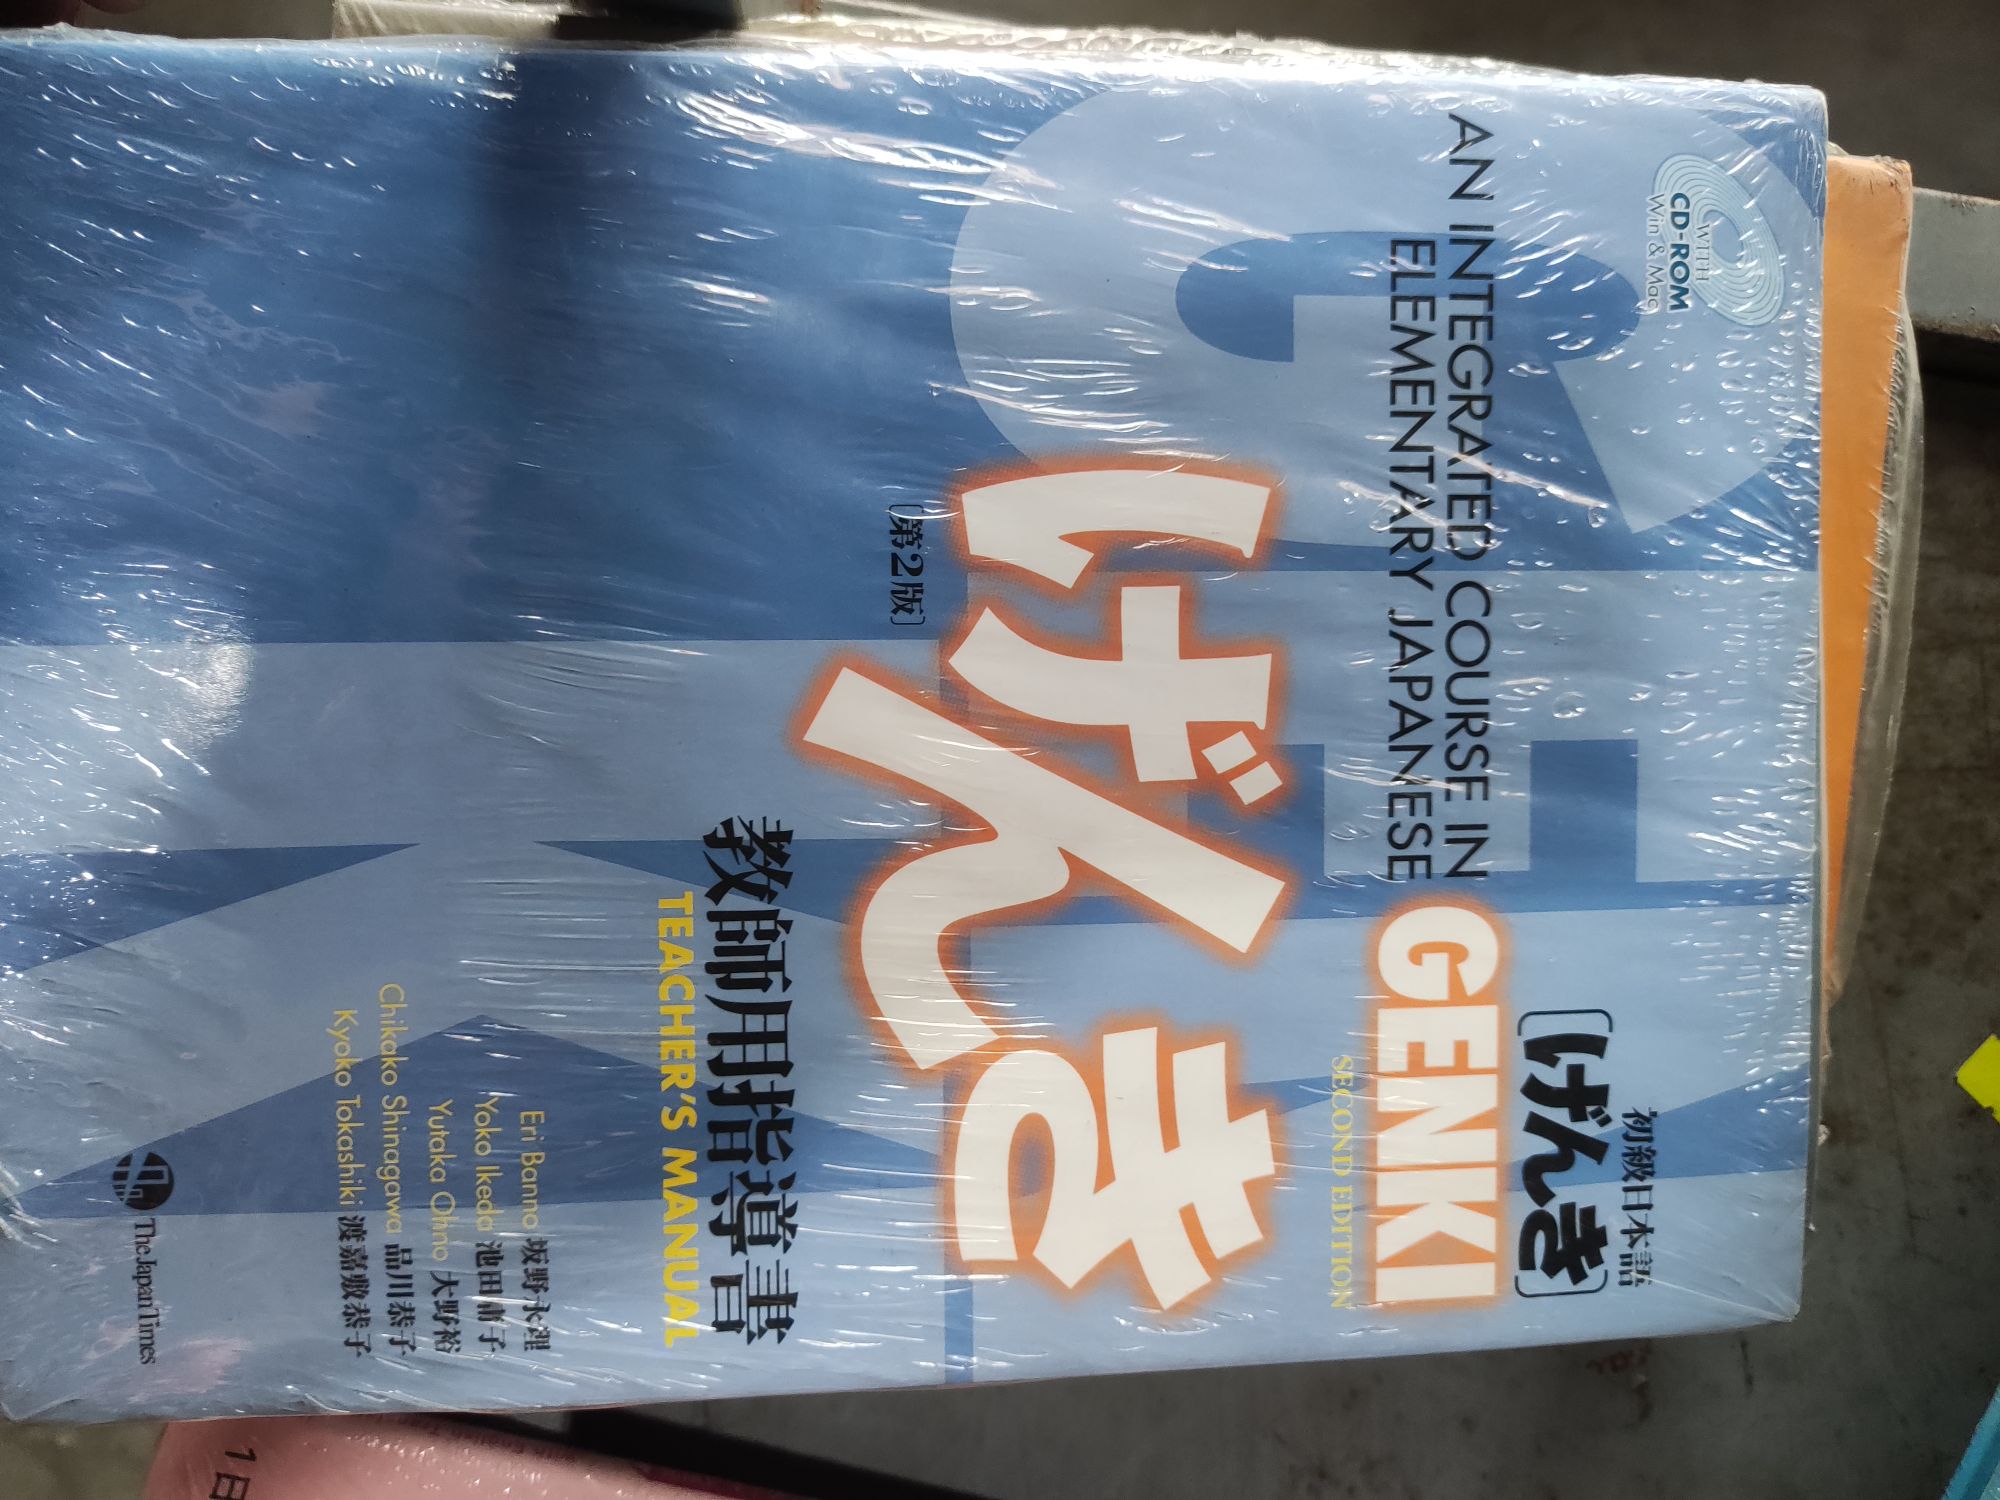 WITH
CD-ROM
Win & Mac
初級日本語
[げんき]
AN INTEGRATED COURSE IN
ELEMENTARY JAPANESE
GENKI
SECOND EDITION
げんき
[第2版]
教師用指導書
TEACHER'S MANUAL
Eri Banno 坂野永理
Yoko Ikeda 池田庸子
Yutaka Ohno 大野裕
Chikako Shinagawa 品川恭子
Kyoko Tokashiki 渡嘉敷恭子
The Japan Times
1日